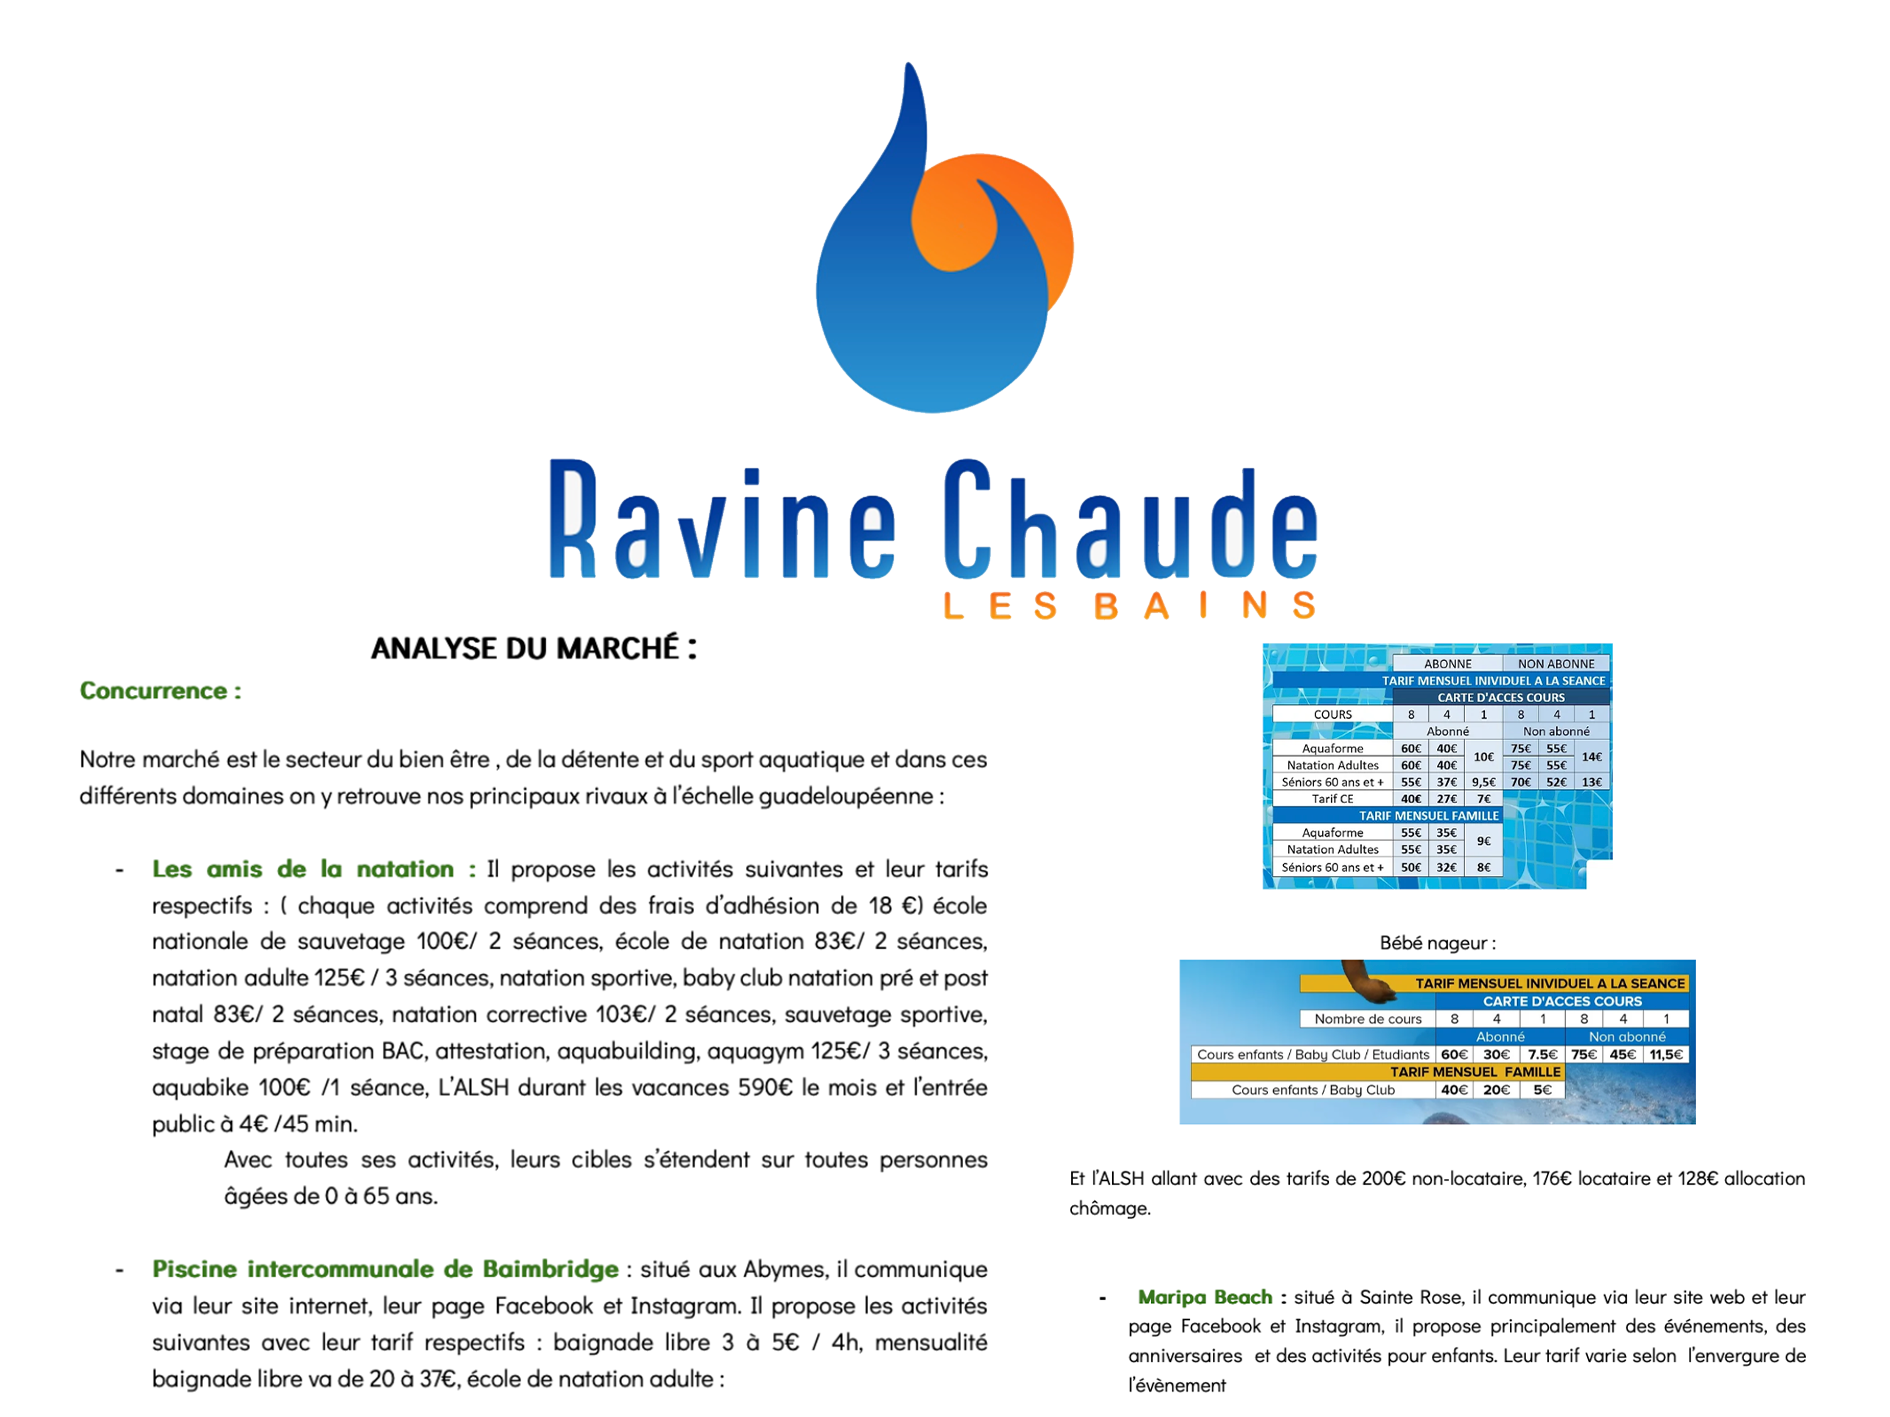 Ravine Chaude
LES BAINS
ANALYSE DU MARCHÉ :
Concurrence :
Notre marché est le secteur du bien être , de la détente et du sport aquatique et dans ces
différents domaines on y retrouve nos principaux rivaux à l'échelle guadeloupéenne :
- Les amis de la natation : Il propose les activités suivantes et leur tarifs
respectifs : ( chaque activités comprend des frais d'adhésion de 18 €) école
nationale de sauvetage 100€/ 2 séances, école de natation 83€/ 2 séances,
natation adulte 125€ / 3 séances, natation sportive, baby club natation pré et post
natal 83€/ 2 séances, natation corrective 103€/ 2 séances, sauvetage sportive,
stage de préparation BAC, attestation, aquabuilding, aquagym 125€/ 3 séances,
aquabike 100€ /1 séance, L'ALSH durant les vacances 590€ le mois et l'entrée
public à 4€ /45 min.
Avec toutes ses activités, leurs cibles s'étendent sur toutes personnes
âgées de 0 à 65 ans.
- Piscine intercommunale de Baimbridge : situé aux Abymes, il communique
via leur site internet, leur page Facebook et Instagram. Il propose les activités
suivantes avec leur tarif respectifs : baignade libre 3 à 5€ / 4h, mensualité
baignade libre va de 20 à 37€, école de natation adulte :
ABONNE NON ABONNE
TARIF MENSUEL INIVIDUEL A LA SEANCE
CARTE D'ACCES COURS
COURS 8 4 1 8 4 1
Abonné Non abonné
Aquaforme 60€ 40€ 10€ 75€ 55€ 14€
Natation Adultes 60€ 40€ 75€ 55€
Séniors 60 ans et + 55€ 37€ 9,5€ 70€ 52€ 13€
Tarif CE 40€ 27€ 7€
TARIF MENSUEL FAMILLE
Aquaforme 55€ 35€ 9€
Natation Adultes 55€ 35€
Séniors 60 ans et + 50€ 32€ 8€
Bébé nageur :
TARIF MENSUEL INIVIDUEL A LA SEANCE
CARTE D'ACCES COURS
Nombre de cours 8 4 1 8 4 1
Abonné Non abonné
Cours enfants / Baby Club / Etudiants 60€ 30€ 7.5€ 75€ 45€ 11,5€
TARIF MENSUEL FAMILLE
Cours enfants / Baby Club 40€ 20€ 5€
Et l'ALSH allant avec des tarifs de 200€ non-locataire, 176€ locataire et 128€ allocation
chômage.
- Maripa Beach : situé à Sainte Rose, il communique via leur site web et leur
page Facebook et Instagram, il propose principalement des événements, des
anniversaires et des activités pour enfants. Leur tarif varie selon l'envergure de
l'évènement